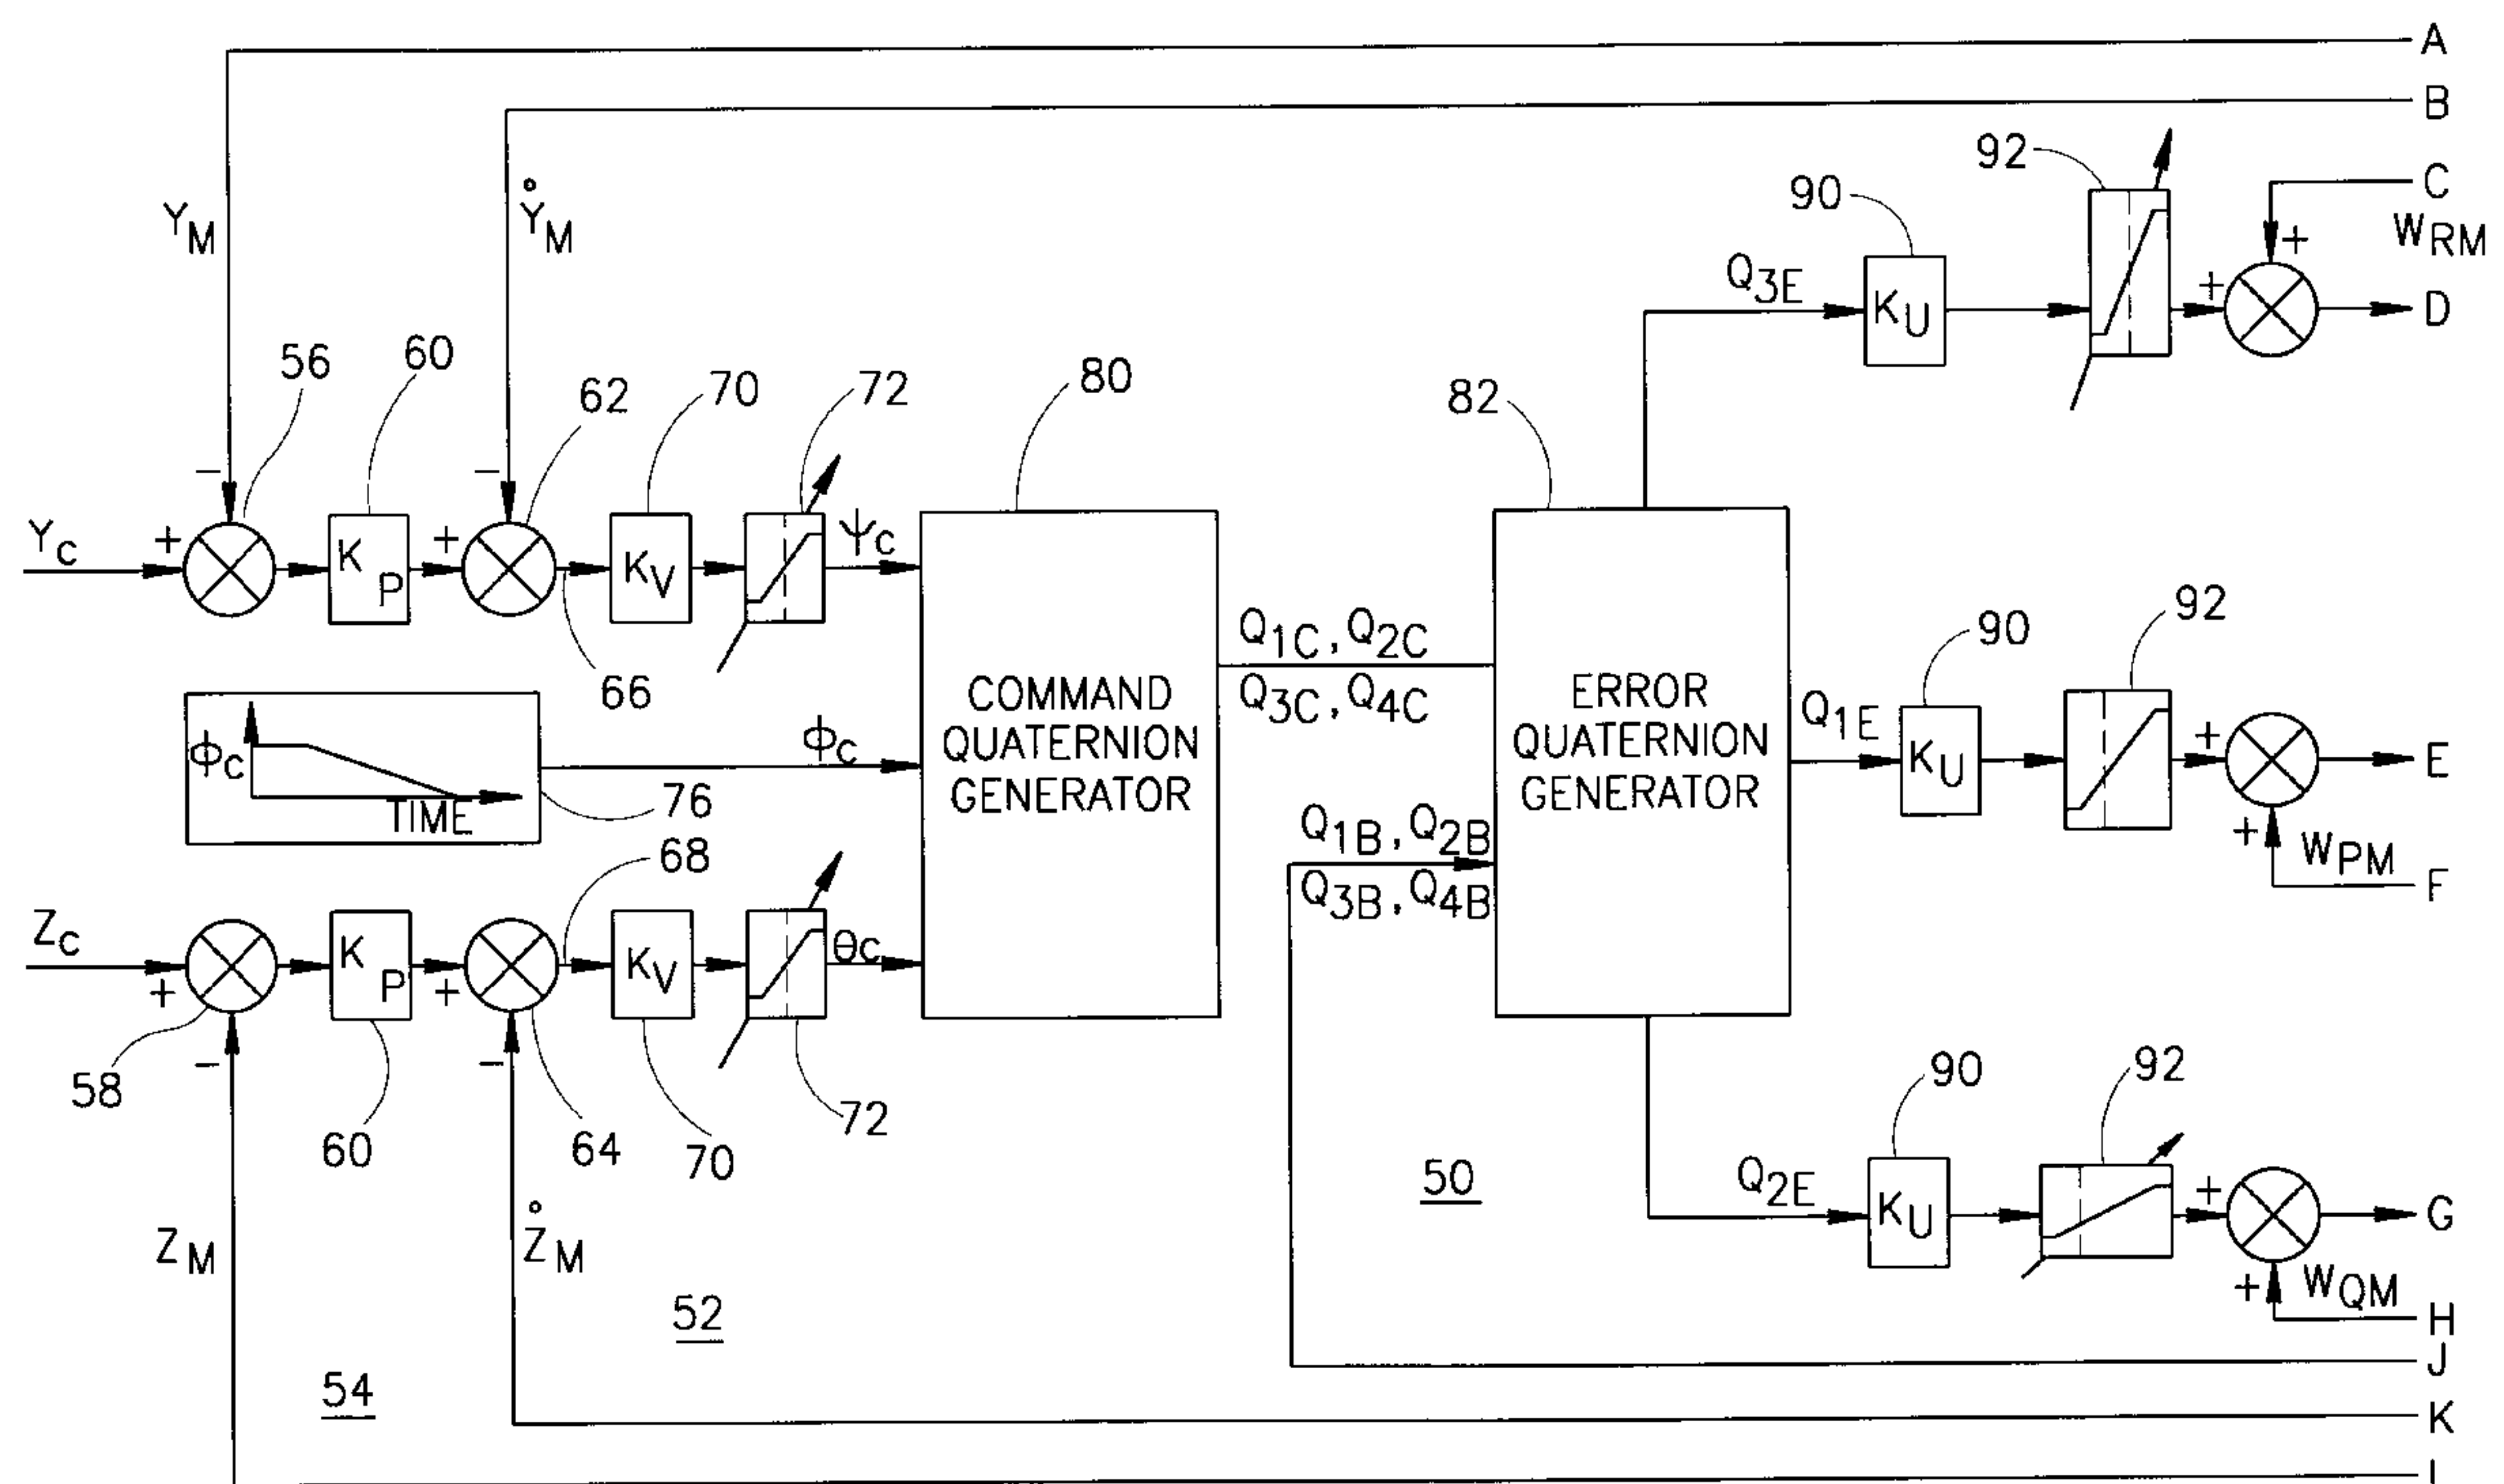 A
B
92
C
90
Y_M
Ẏ_M
+
W_RM
Q_3E
+
K_U
D
56
60
62
70
72
80
82
−
−
Y_C
+
K_P
+
K_V
ψ_C
92
90
66
Q_1C, Q_2C
Q_3C, Q_4C
COMMAND
QUATERNION
GENERATOR
ERROR
QUATERNION
GENERATOR
Q_1E
K_U
+
E
ϕ_C
TIME
ϕ_C
76
Q_1B, Q_2B
Q_3B, Q_4B
+
W_PM
F
68
Z_C
+
K_P
+
K_V
θ_C
58
−
60
−
64
70
72
90
92
50
Q_2E
K_U
+
G
Z_M
Ż_M
+
W_QM
H
52
J
54
K